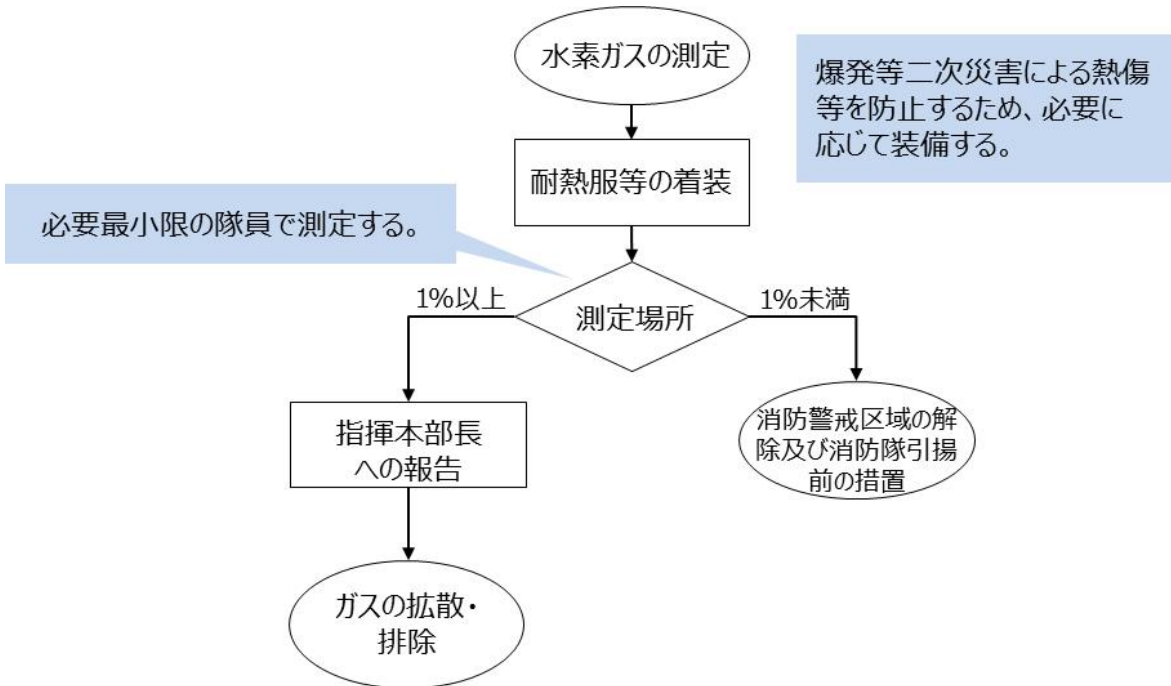 水素ガスの測定
爆発等二次災害による熱傷
等を防止するため、必要に
応じて装備する。
耐熱服等の着装
必要最小限の隊員で測定する。
1%以上
測定場所
1%未満
指揮本部長
への報告
消防警戒区域の解
除及び消防隊引揚
前の措置
ガスの拡散・
排除